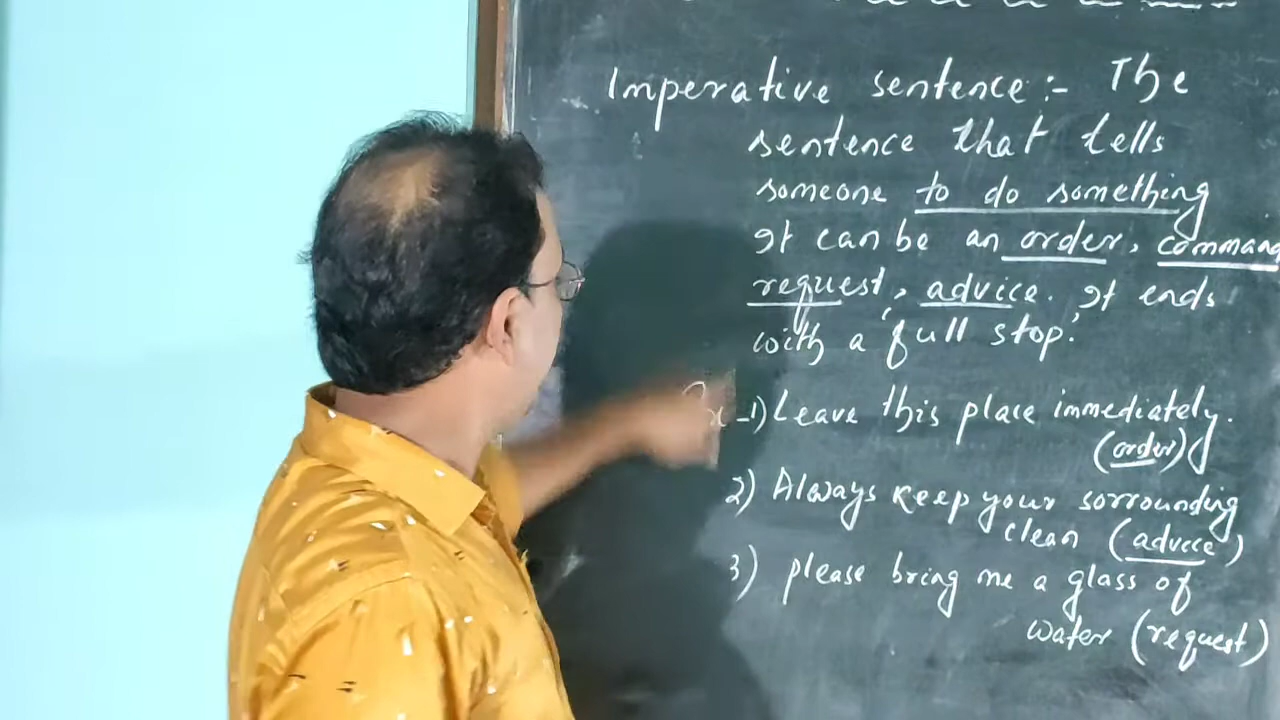 Imperative sentence:- The
sentence that tells
someone to do something
It can be an order, command
request, advice. It ends
with a 'full stop.'
Ex -1) Leave this place immediately.
(order)
2) Always keep your sorrounding
clean (advice)
3) please bring me a glass of
water (request)